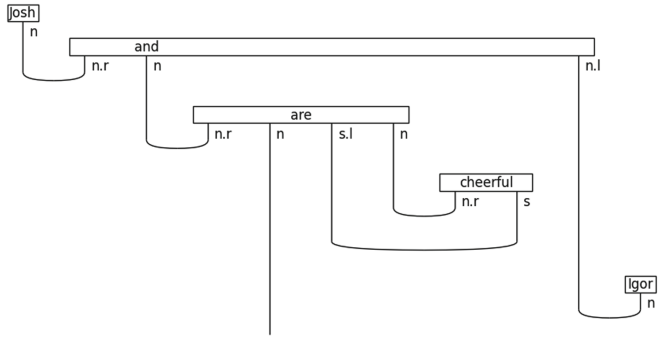 Josh
n
and
n.r n n.l
are
n.r n s.l n
cheerful
n.r s
Igor
n